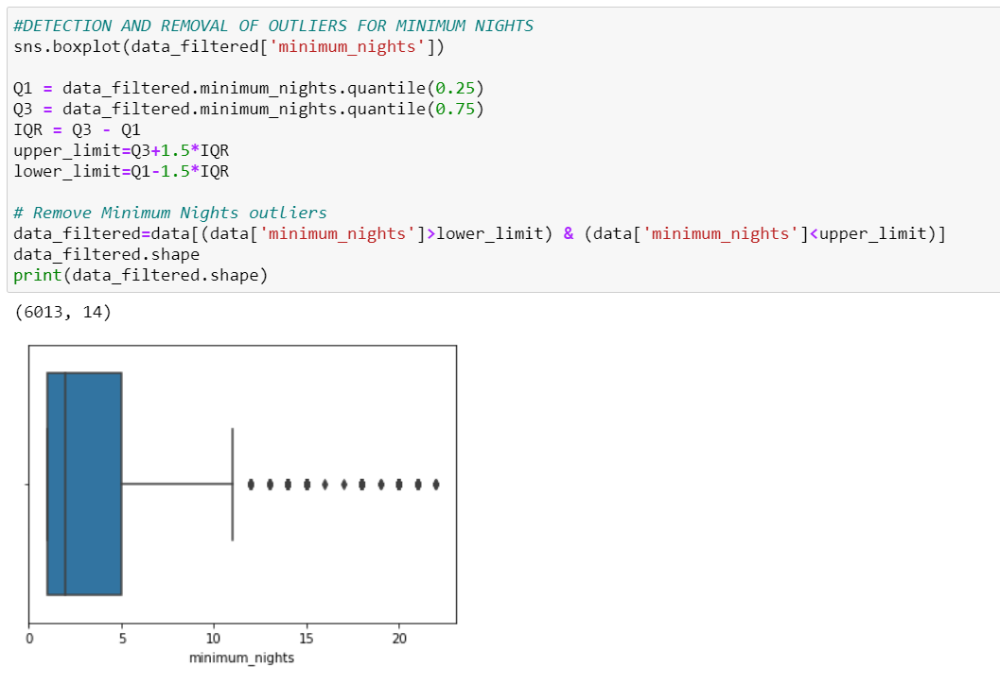 #DETECTION AND REMOVAL OF OUTLIERS FOR MINIMUM NIGHTS
sns.boxplot(data_filtered['minimum_nights'])
Q1 = data_filtered.minimum_nights.quantile(0.25)
Q3 = data_filtered.minimum_nights.quantile(0.75)
IQR = Q3 - Q1
upper_limit=Q3+1.5*IQR
lower_limit=Q1-1.5*IQR
# Remove Minimum Nights outliers
data_filtered=data[(data['minimum_nights']>lower_limit) & (data['minimum_nights']<upper_limit)]
data_filtered.shape
print(data_filtered.shape)
(6013, 14)
0 5 10 15 20
minimum_nights